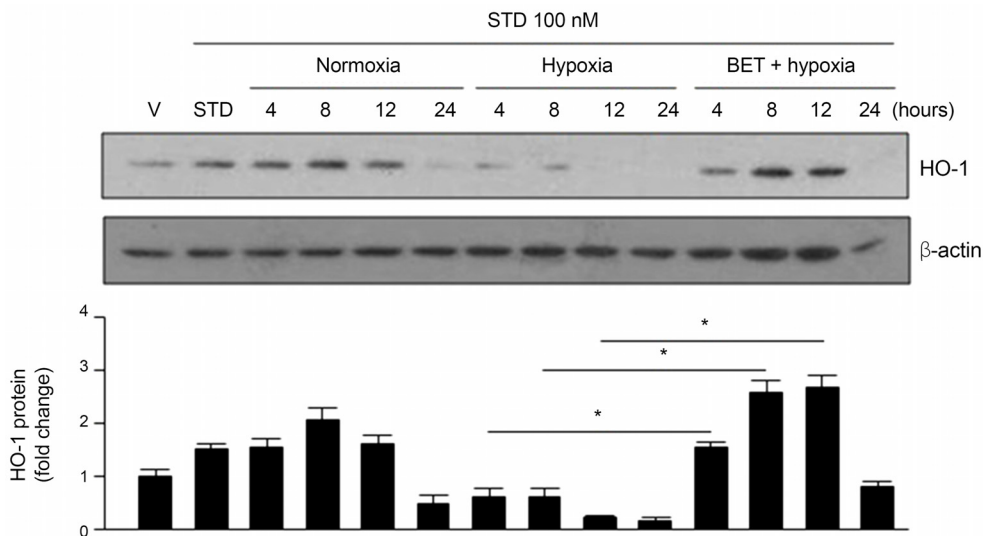 STD 100 nM
Normoxia Hypoxia BET + hypoxia
V STD 4 8 12 24 4 8 12 24 4 8 12 24 (hours)
HO-1
β-actin
HO-1 protein
(fold change)
4
3
2
1
0
*
*
*